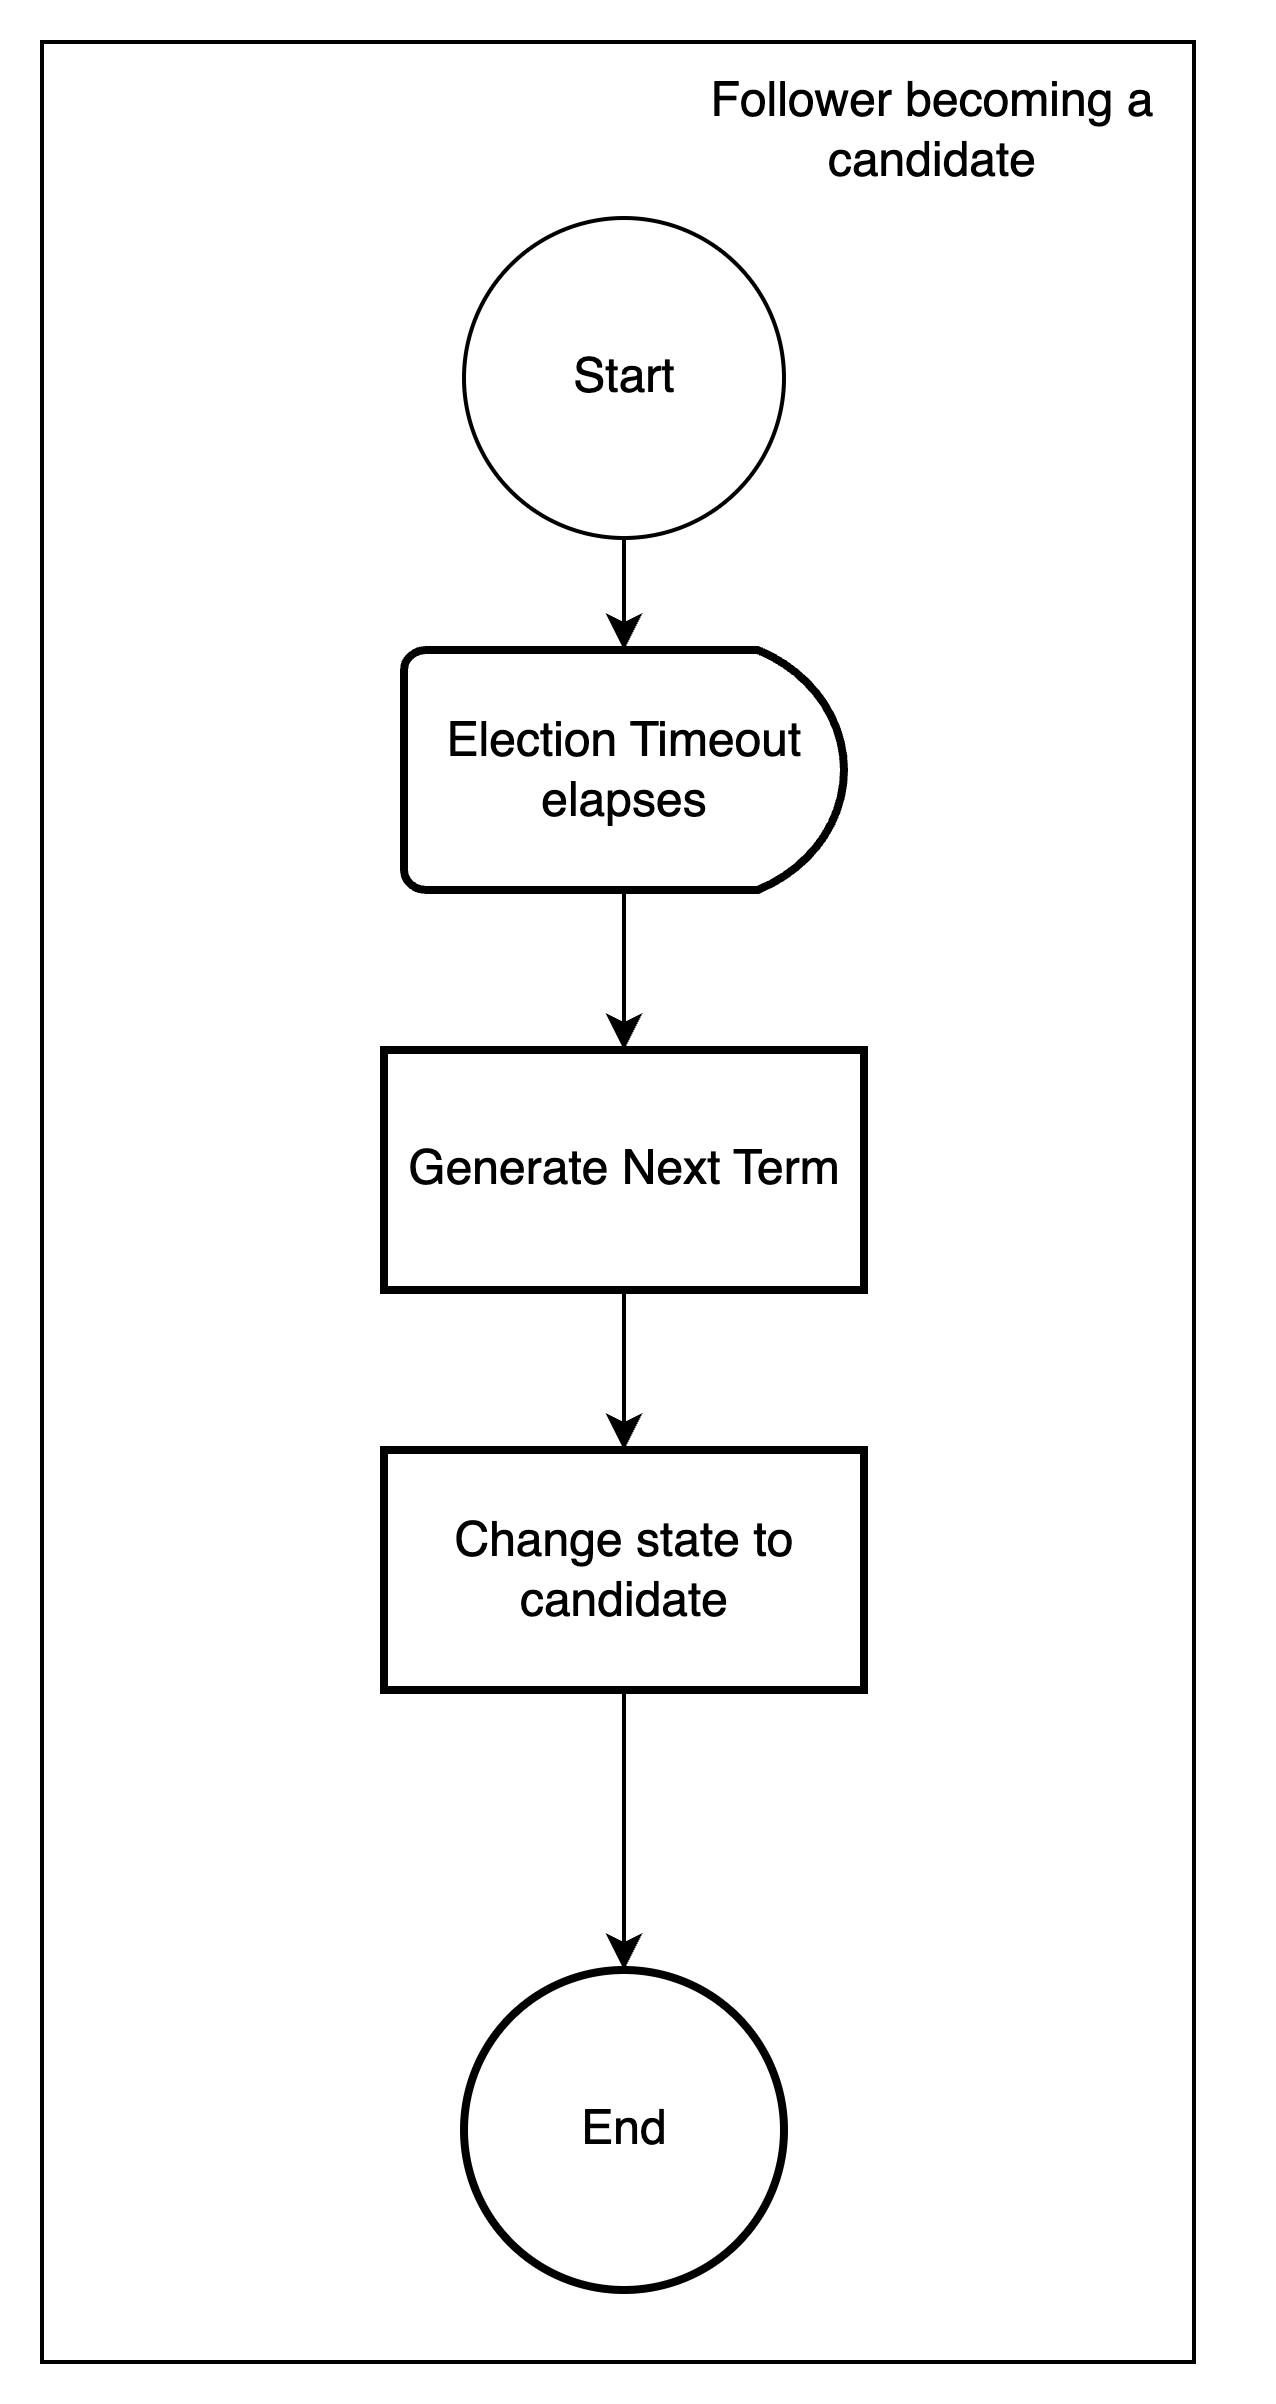 Follower becoming a
candidate
Start
Election Timeout
elapses
Generate Next Term
Change state to
candidate
End